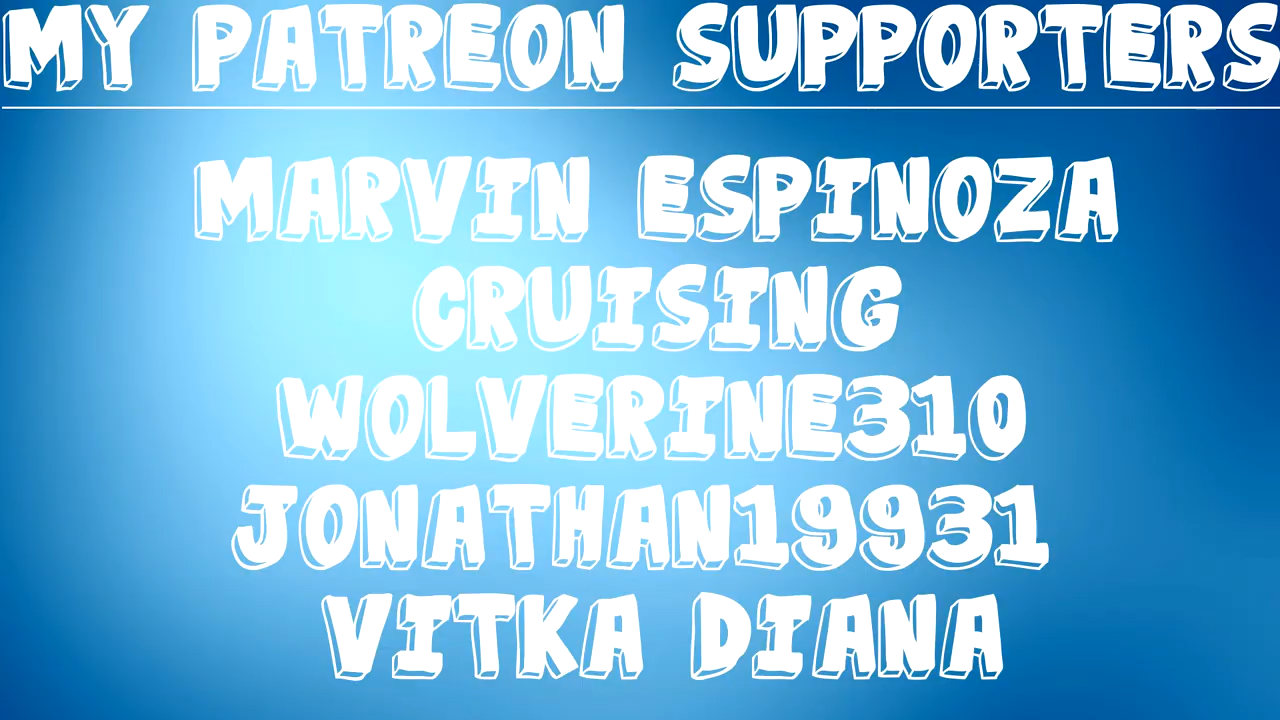 MY PATREON SUPPORTERS
MARVIN ESPINOZA
CRUISING
WOLVERINE310
JONATHAN19931
VITKA DIANA